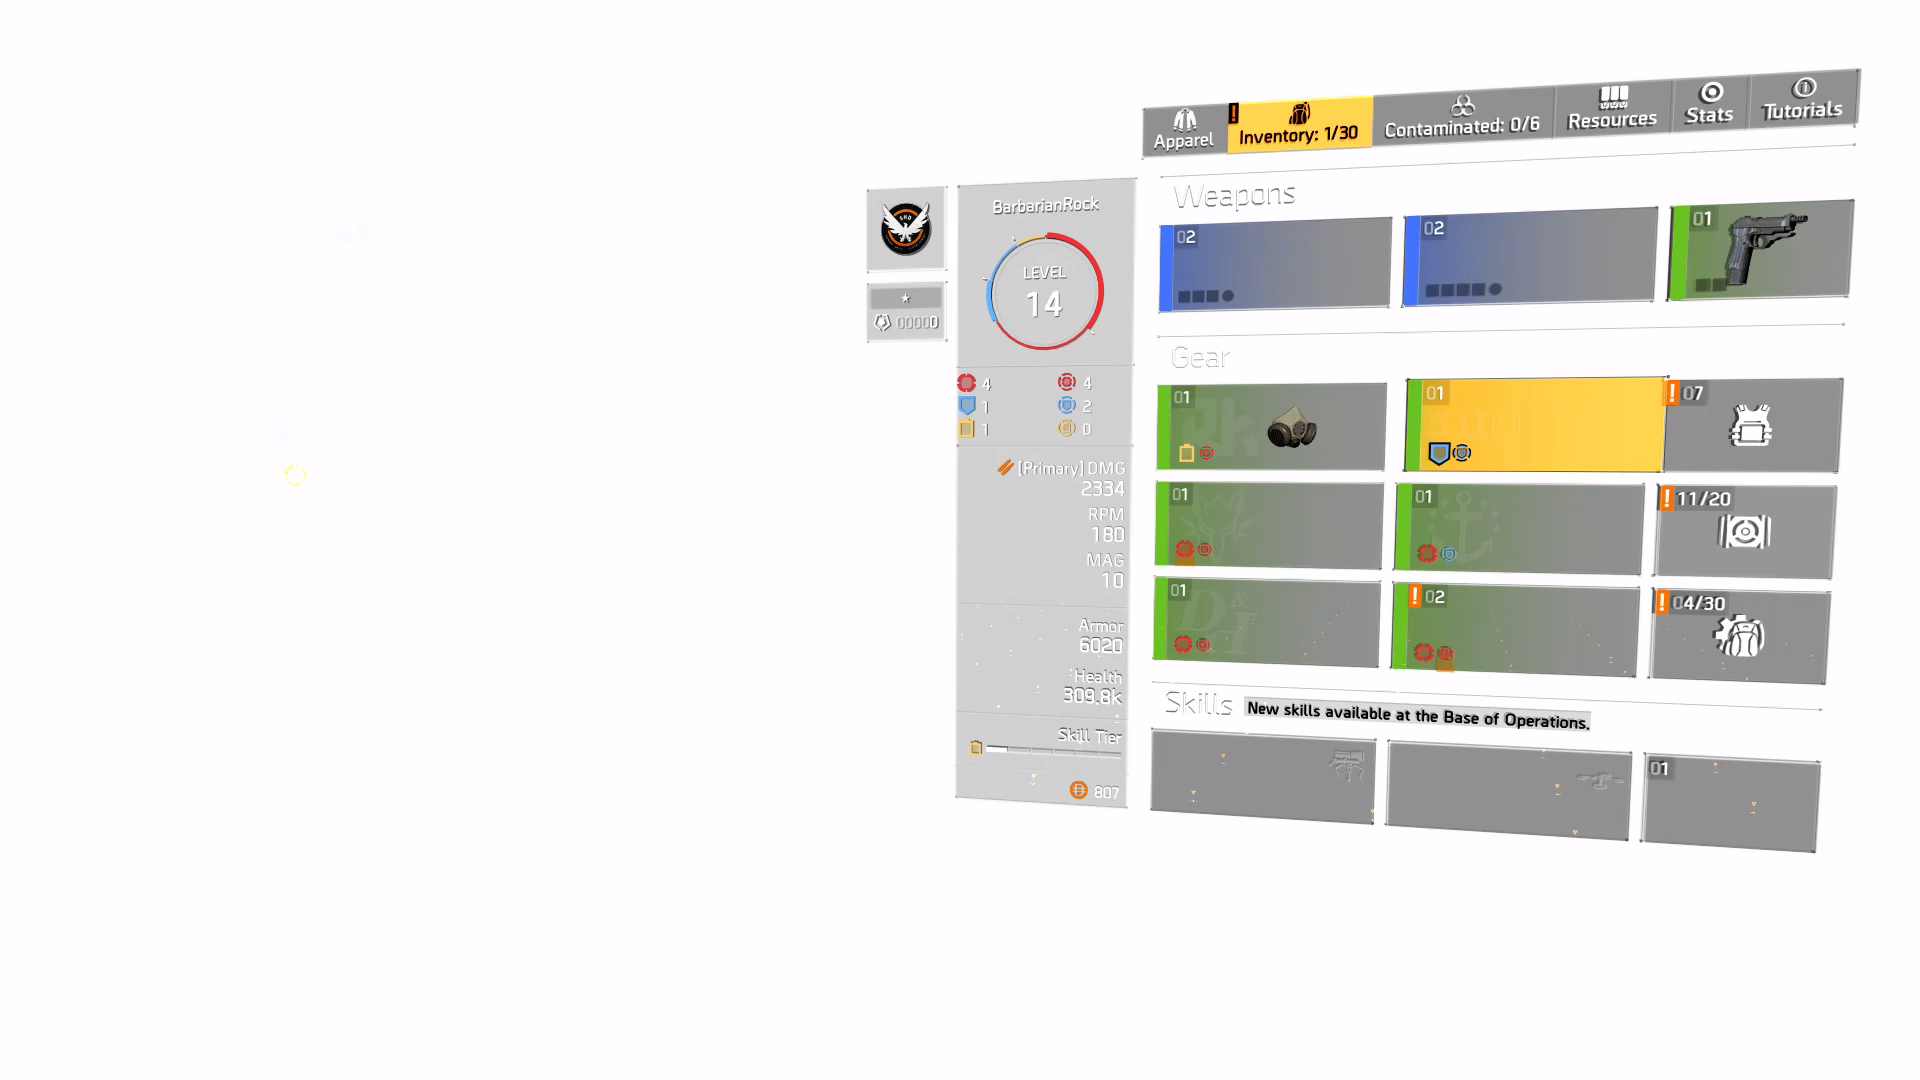 Apparel
Inventory: 1/30
Contaminated: 0/6
Resources
Stats
Tutorials
BarbarianRock
LEVEL
14
00000
4
4
1
2
1
0
[Primary] DMG
2334
RPM
180
MAG
10
Armor
6020
Health
309.8k
Skill Tier
807
Weapons
02
02
01
Gear
01
01
07
01
01
11/20
01
D&H
02
04/30
Skills
New skills available at the Base of Operations.
01